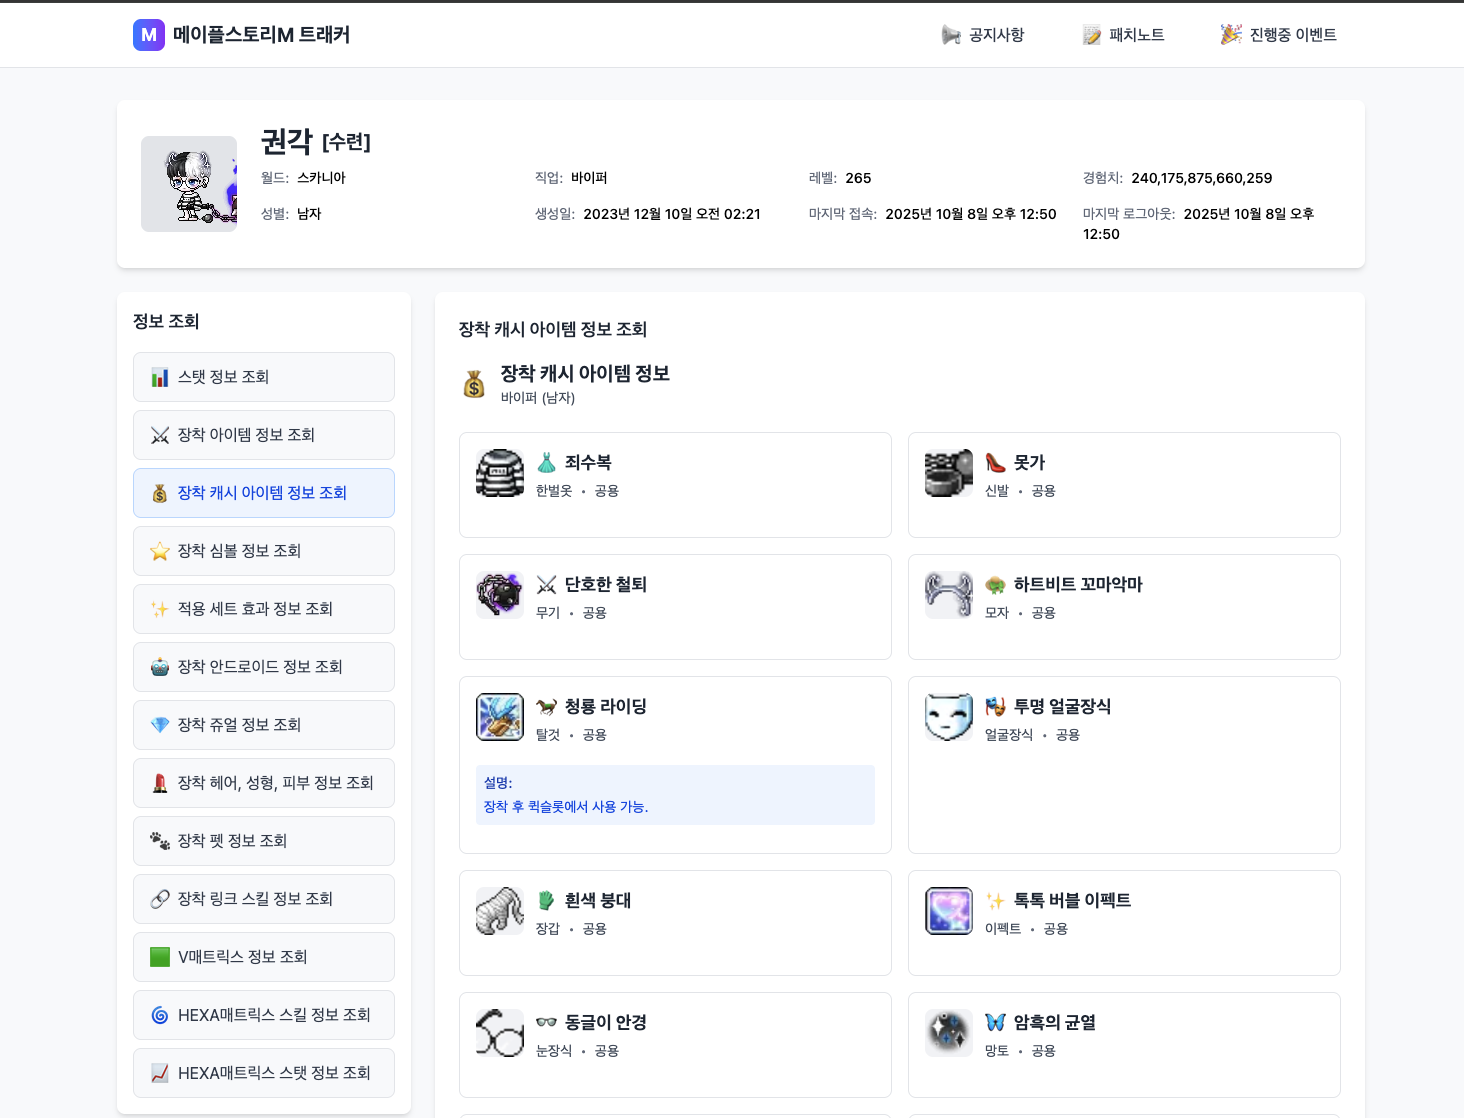 M 메이플스토리M 트래커
공지사항
패치노트
진행중 이벤트
권각 [수련]
월드: 스카니아
직업: 바이퍼
레벨: 265
경험치: 240,175,875,660,259
성별: 남자
생성일: 2023년 12월 10일 오전 02:21
마지막 접속: 2025년 10월 8일 오후 12:50
마지막 로그아웃: 2025년 10월 8일 오후
12:50
정보 조회
스탯 정보 조회
장착 아이템 정보 조회
장착 캐시 아이템 정보 조회
장착 심볼 정보 조회
적용 세트 효과 정보 조회
장착 안드로이드 정보 조회
장착 쥬얼 정보 조회
장착 헤어, 성형, 피부 정보 조회
장착 펫 정보 조회
장착 링크 스킬 정보 조회
V매트릭스 정보 조회
HEXA매트릭스 스킬 정보 조회
HEXA매트릭스 스탯 정보 조회
장착 캐시 아이템 정보 조회
장착 캐시 아이템 정보
바이퍼 (남자)
죄수복
한벌옷 • 공용
못가
신발 • 공용
단호한 철퇴
무기 • 공용
하트비트 꼬마악마
모자 • 공용
청룡 라이딩
탈것 • 공용
설명:
장착 후 퀵슬롯에서 사용 가능.
투명 얼굴장식
얼굴장식 • 공용
흰색 붕대
장갑 • 공용
톡톡 버블 이펙트
이펙트 • 공용
동글이 안경
눈장식 • 공용
암흑의 균열
망토 • 공용